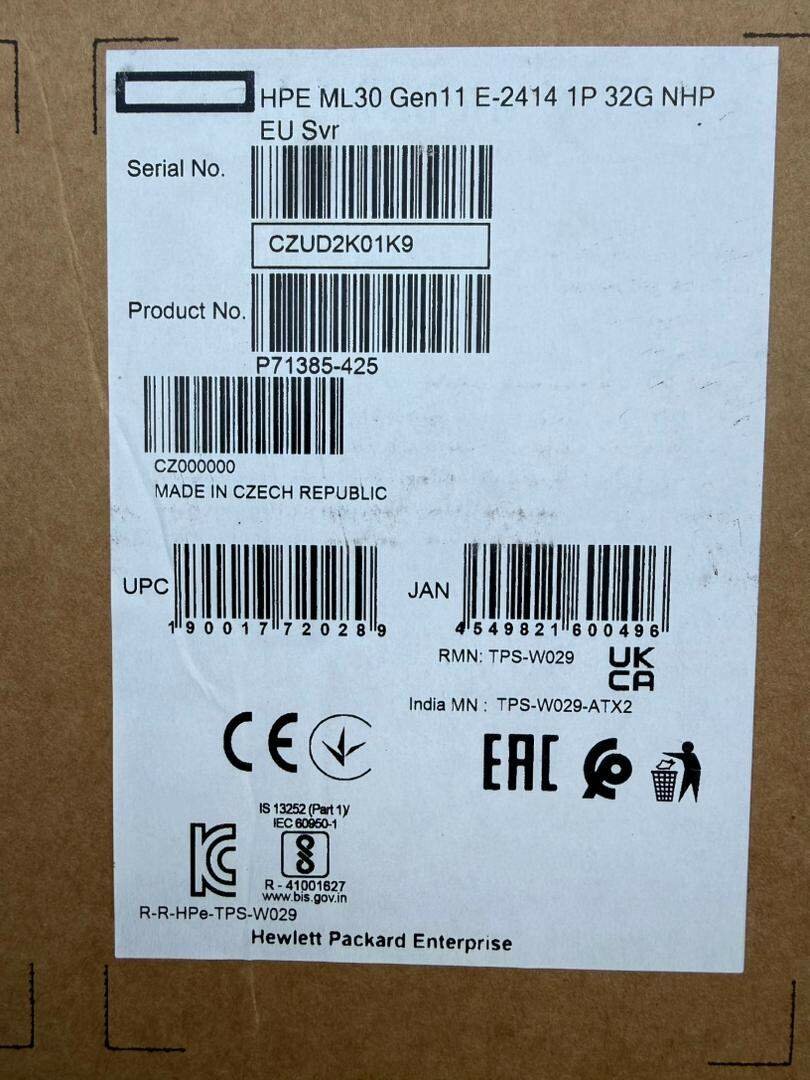 HPE ML30 Gen11 E-2414 1P 32G NHP
EU Svr
Serial No.
CZUD2K01K9
Product No.
P71385-425
CZ000000
MADE IN CZECH REPUBLIC
UPC
190017720289
JAN
4549821600496
RMN: TPS-W029
UK
CA
India MN : TPS-W029-ATX2
CE
EAC
IS 13252 (Part 1)/
IEC 60950-1
R - 41001627
www.bis.gov.in
R-R-HPe-TPS-W029
Hewlett Packard Enterprise